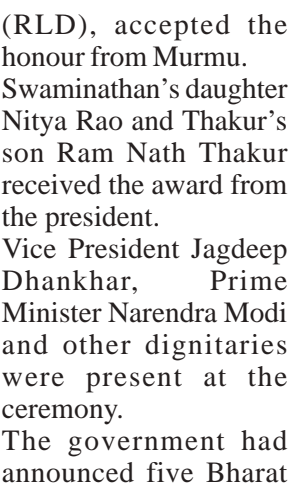 (RLD), accepted the
honour from Murmu.
Swaminathan's daughter
Nitya Rao and Thakur's
son Ram Nath Thakur
received the award from
the president.
Vice President Jagdeep
Dhankhar, Prime
Minister Narendra Modi
and other dignitaries
were present at the
ceremony.
The government had
announced five Bharat